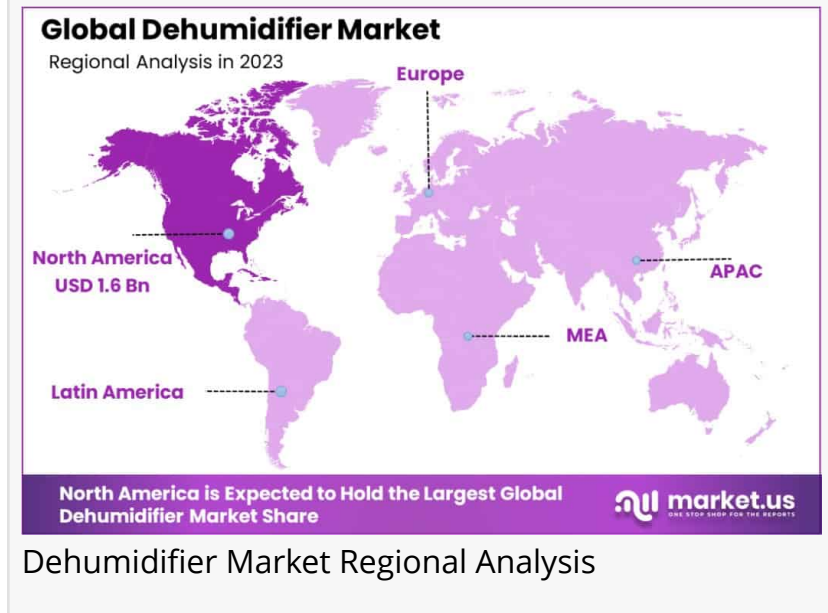 Global Dehumidifier Market
Regional Analysis in 2023
Europe
North America
USD 1.6 Bn
APAC
MEA
Latin America
North America is Expected to Hold the Largest Global
Dehumidifier Market Share
market.us
ONE STOP SHOP FOR THE REPORTS
Dehumidifier Market Regional Analysis